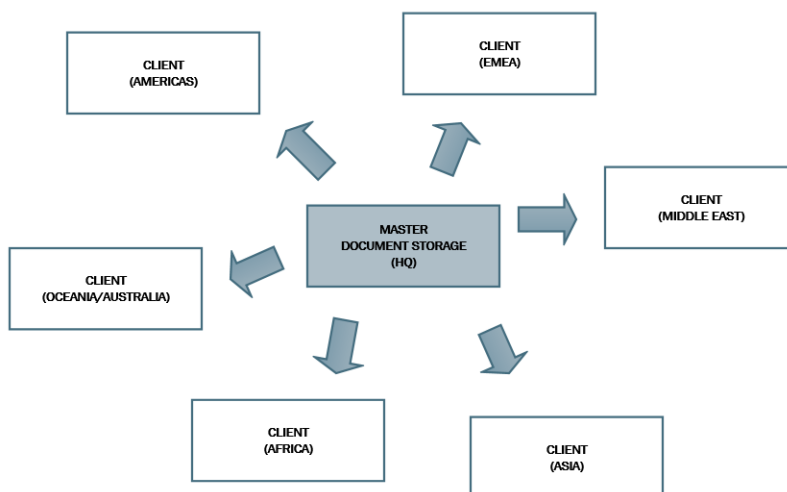 CLIENT
(AMERICAS)
CLIENT
(EMEA)
CLIENT
(MIDDLE EAST)
MASTER
DOCUMENT STORAGE
(HQ)
CLIENT
(OCEANIA/AUSTRALIA)
CLIENT
(AFRICA)
CLIENT
(ASIA)